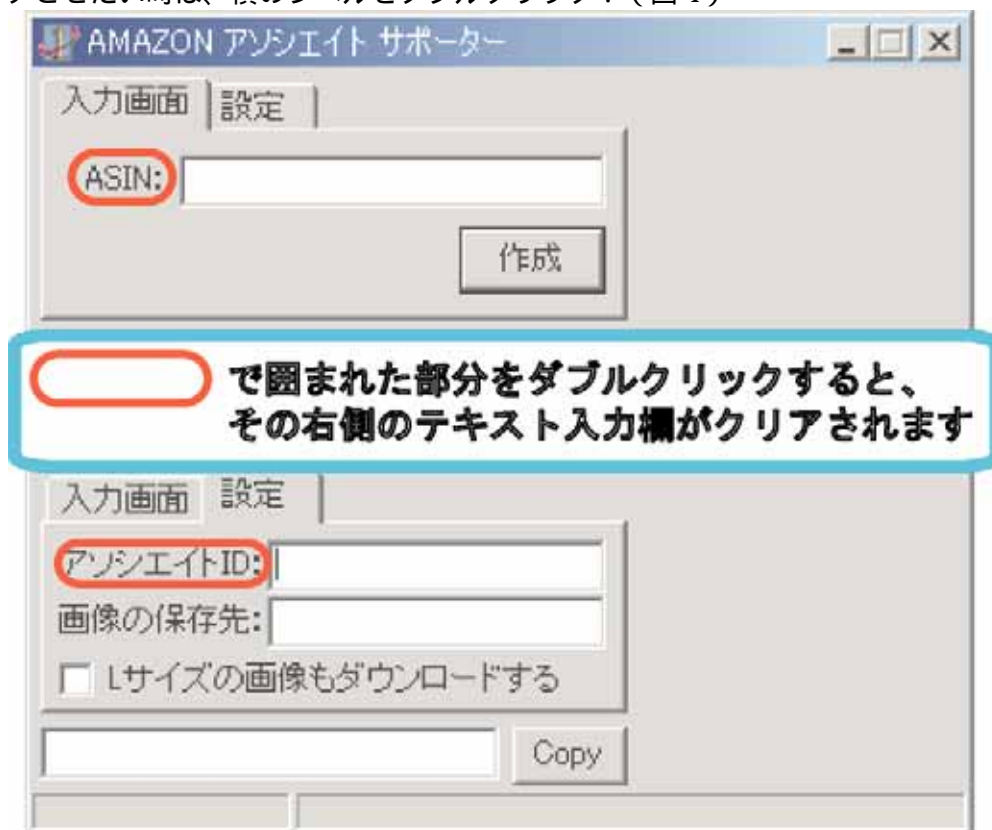 AMAZON アソシエイト サポーター
入力画面 設定
ASIN:
作成
で囲まれた部分をダブルクリックすると、
その右側のテキスト入力欄がクリアされます
入力画面 設定
アソシエイトID:
画像の保存先:
Lサイズの画像もダウンロードする
Copy